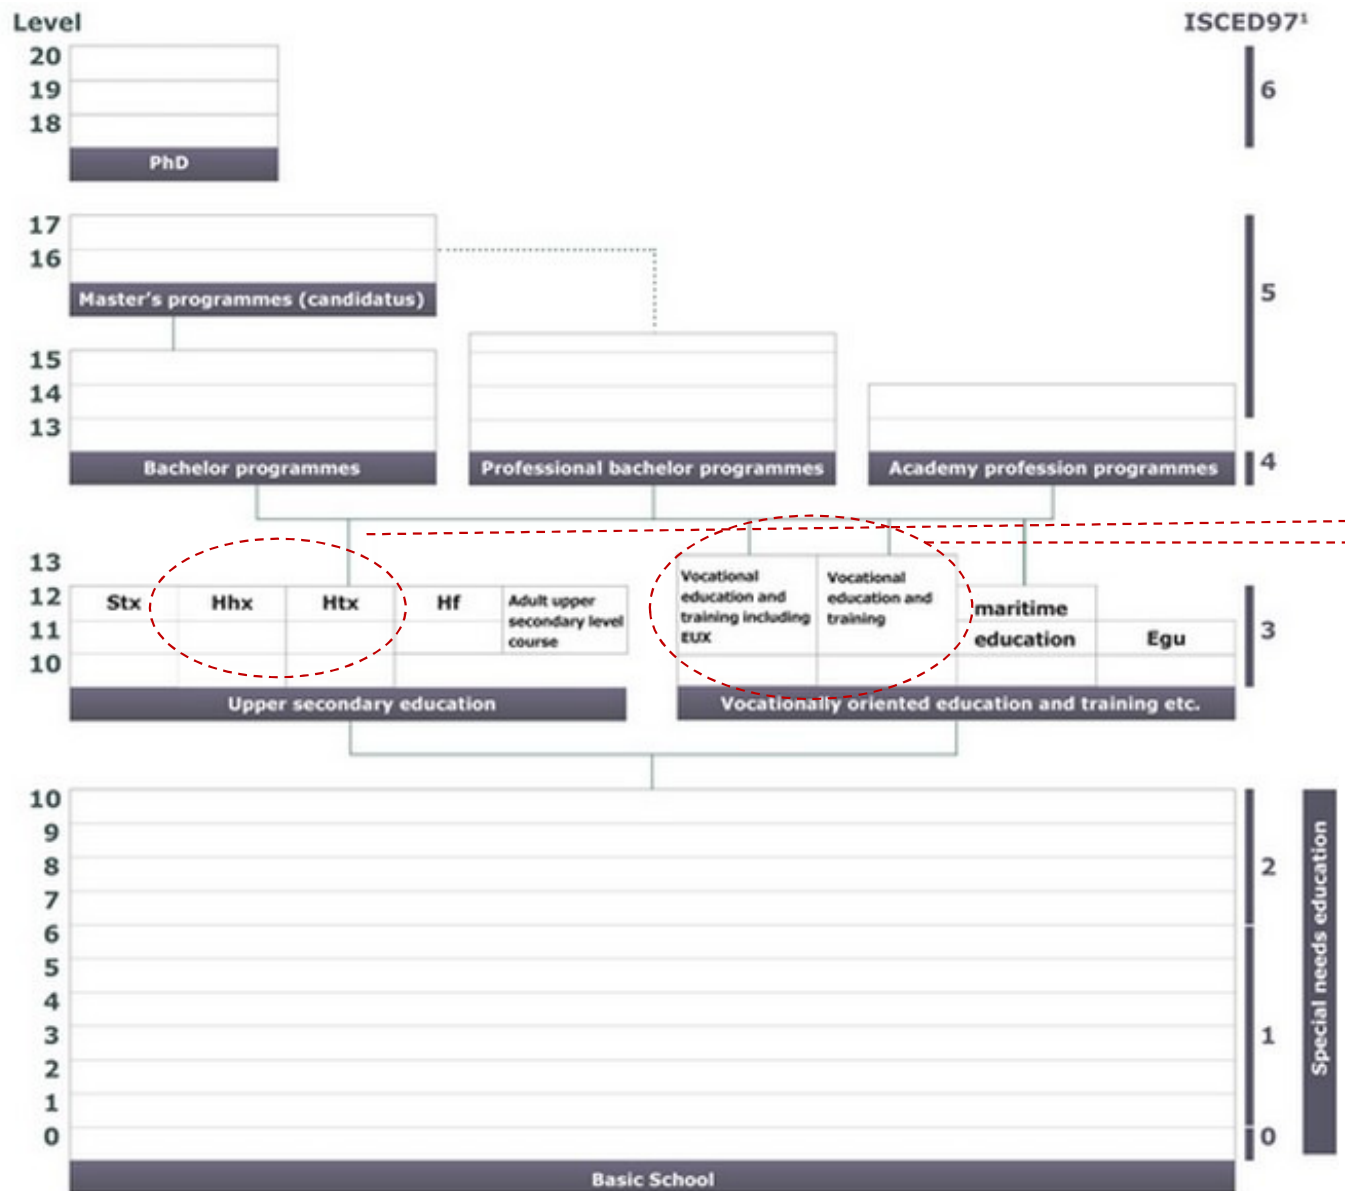 Level
ISCED97¹
20
19
18
6
PhD
17
16
5
Master's programmes (candidatus)
15
14
13
Bachelor programmes
Professional bachelor programmes
Academy profession programmes
4
13
12
11
10
Stx
Hhx
Htx
Hf
Adult upper
secondary level
course
Vocational
education and
training including
EUX
Vocational
education and
training
maritime
education
Egu
3
Upper secondary education
Vocationally oriented education and training etc.
10
9
8
7
6
5
4
3
2
1
0
2
1
0
Special needs education
Basic School